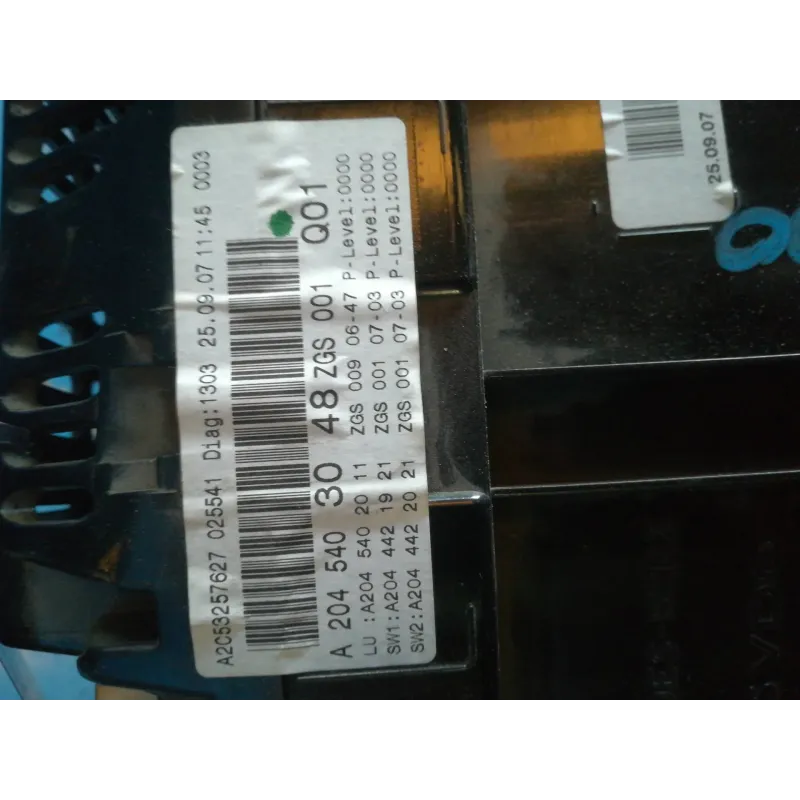 A2C53257627 025541 Diag:1303 25.09.07 11:45 0003
A 204 540 30 48 ZGS 001 Q01
LU :A204 540 20 11 ZGS 009 06-47 P-Level:0000
SW1:A204 442 19 21 ZGS 001 07-03 P-Level:0000
SW2:A204 442 20 21 ZGS 001 07-03 P-Level:0000
25.09.07
VDO